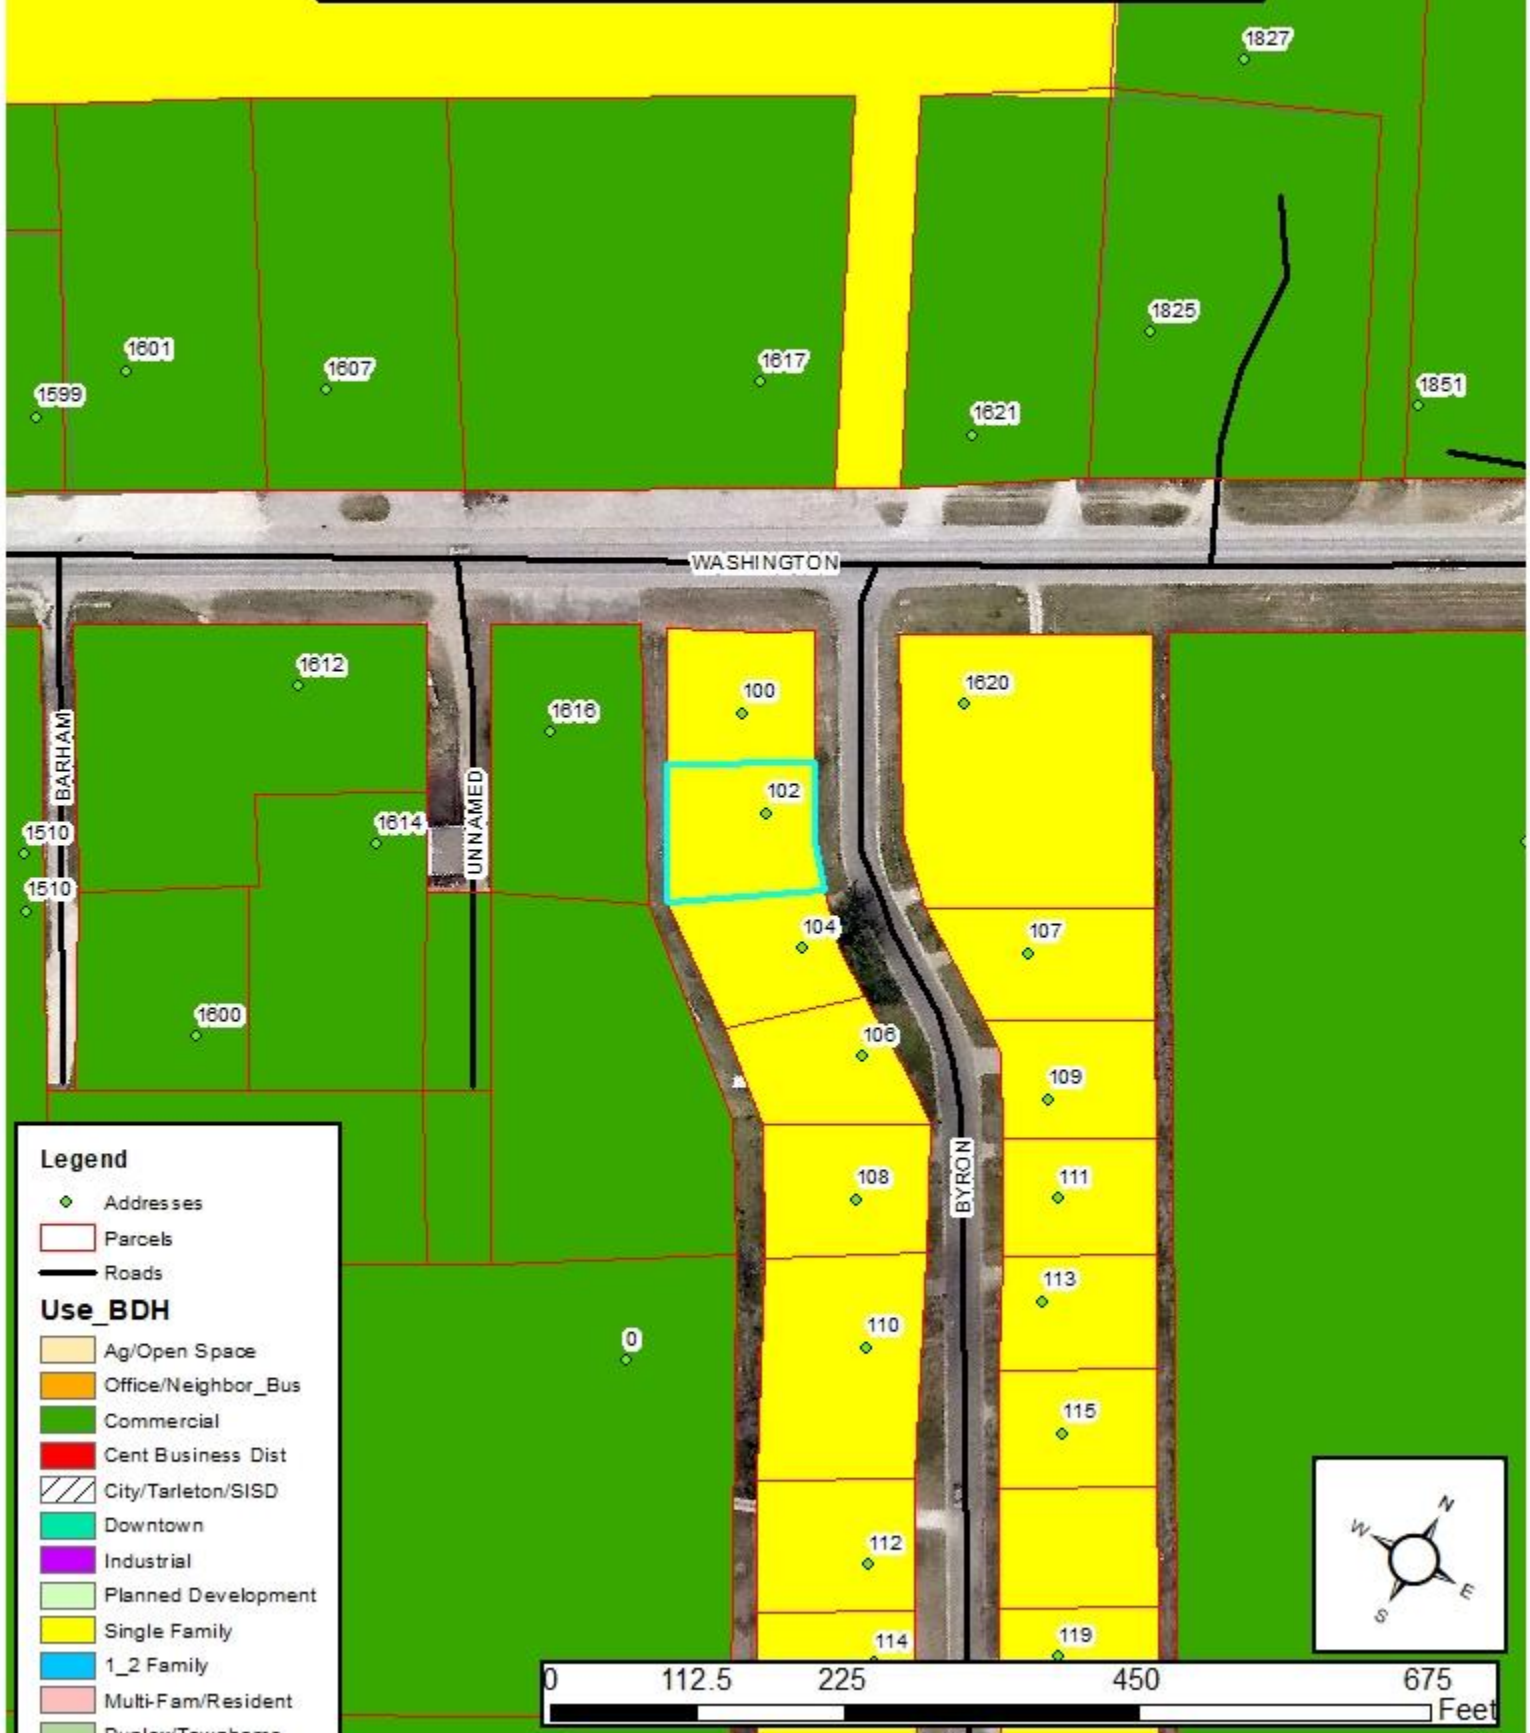 1827
1825
1601
1607
1617
1599
1621
1851
WASHINGTON
1612
100
1620
1616
BARHAM
102
UNNAMED
1510
1614
1510
104
107
1600
106
109
108
111
BYRON
113
110
0
115
112
114
119
Legend
Addresses
Parcels
Roads
Use_BDH
Ag/Open Space
Office/Neighbor_Bus
Commercial
Cent Business Dist
City/Tarleton/SISD
Downtown
Industrial
Planned Development
Single Family
1_2 Family
Multi-Fam/Resident
N
W
E
S
0 112.5 225 450 675
Feet